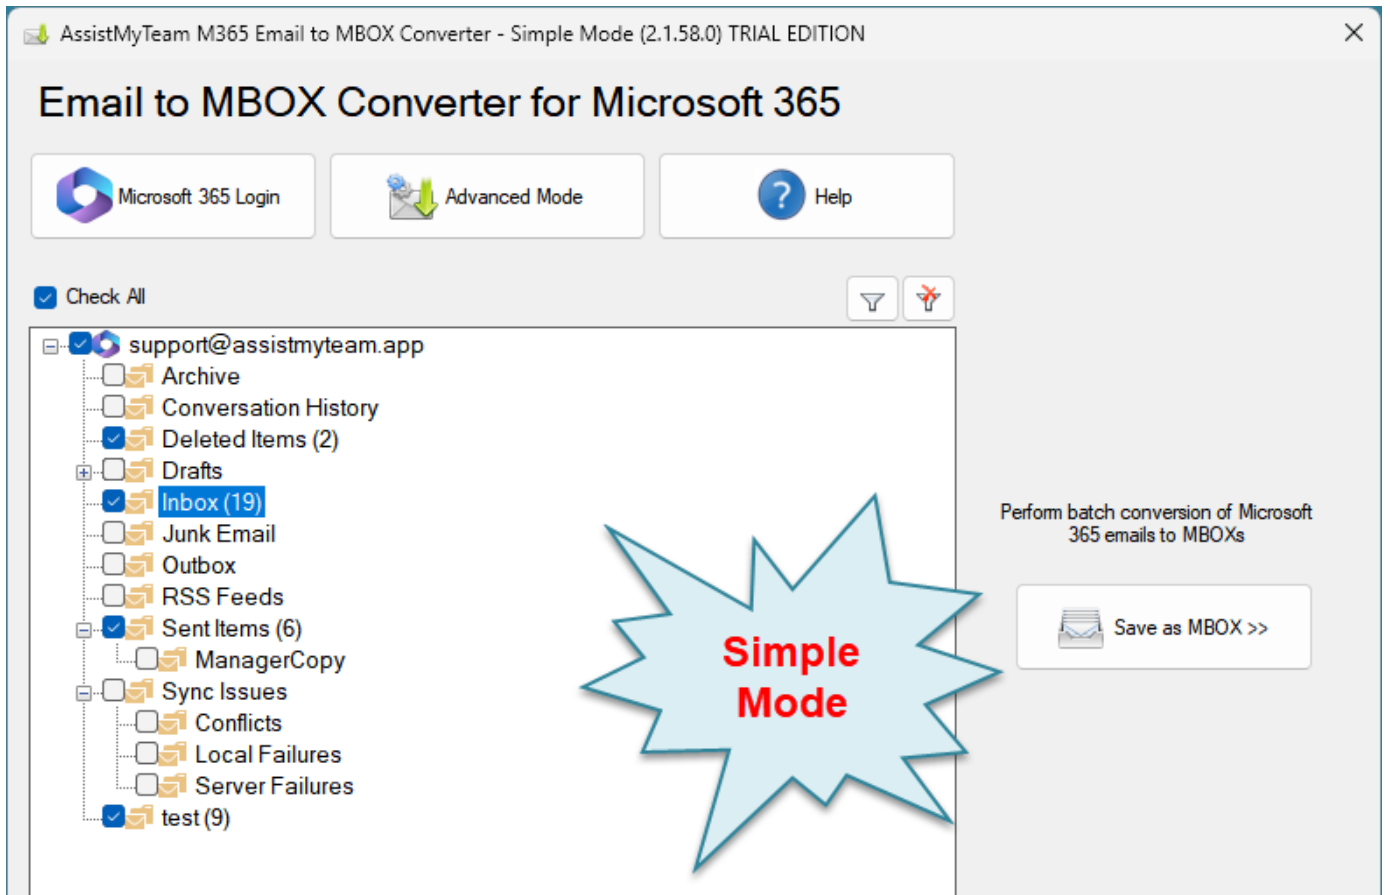 AssistMyTeam M365 Email to MBOX Converter - Simple Mode (2.1.58.0) TRIAL EDITION
Email to MBOX Converter for Microsoft 365
Microsoft 365 Login
Advanced Mode
? Help
Check All
support@assistmyteam.app
Archive
Conversation History
Deleted Items (2)
Drafts
Inbox (19)
Junk Email
Outbox
RSS Feeds
Sent Items (6)
ManagerCopy
Sync Issues
Conflicts
Local Failures
Server Failures
test (9)
Simple
Mode
Perform batch conversion of Microsoft
365 emails to MBOXs
Save as MBOX >>